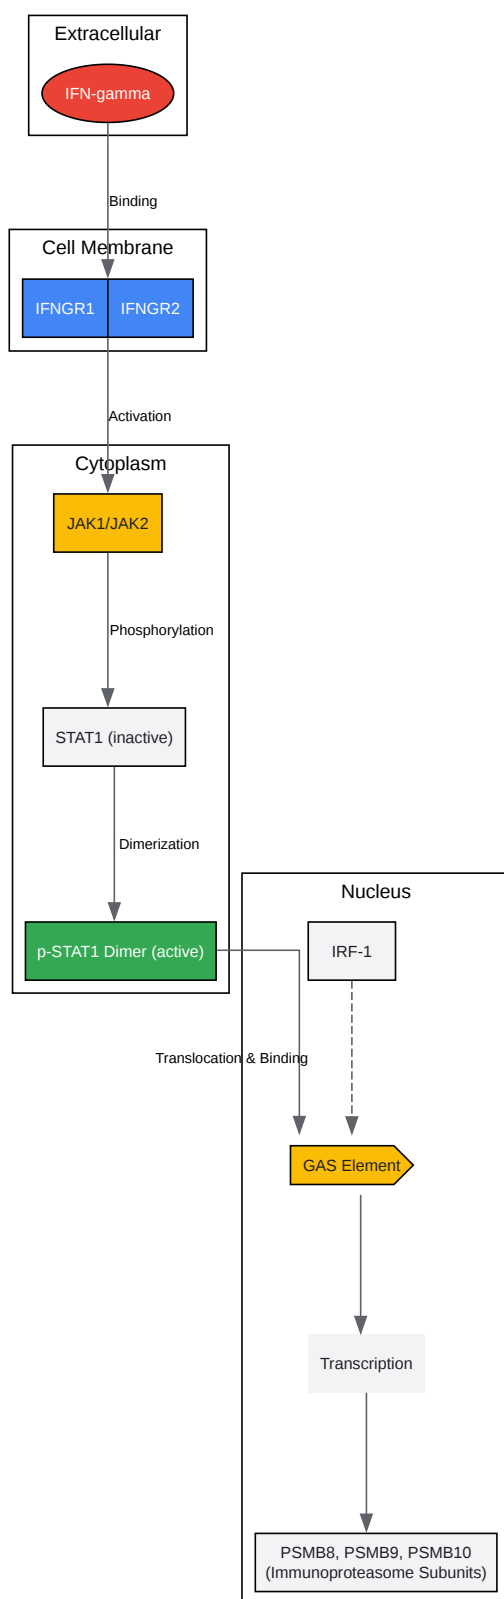 Extracellular
IFN-gamma
Binding
Cell Membrane
IFNGR1
IFNGR2
Activation
Cytoplasm
JAK1/JAK2
Phosphorylation
STAT1 (inactive)
Dimerization
Nucleus
p-STAT1 Dimer (active)
IRF-1
Translocation & Binding
GAS Element
Transcription
PSMB8, PSMB9, PSMB10
(Immunoproteasome Subunits)